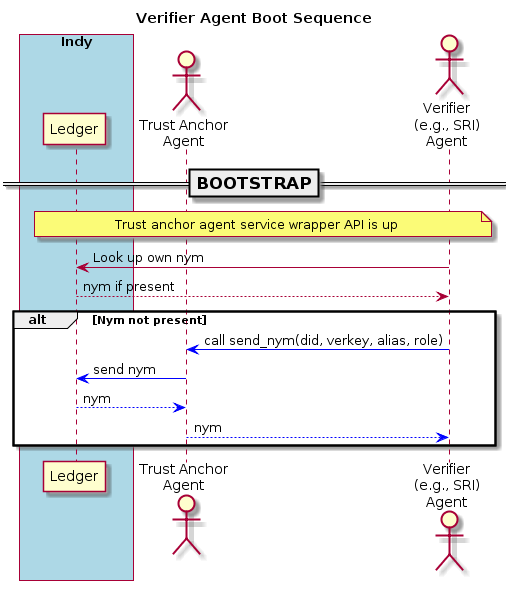 Verifier Agent Boot Sequence
Indy
Ledger
Trust Anchor
Agent
Verifier
(e.g., SRI)
Agent
BOOTSTRAP
Trust anchor agent service wrapper API is up
Look up own nym
nym if present
alt
[Nym not present]
call send_nym(did, verkey, alias, role)
send nym
nym
nym
Ledger
Trust Anchor
Agent
Verifier
(e.g., SRI)
Agent